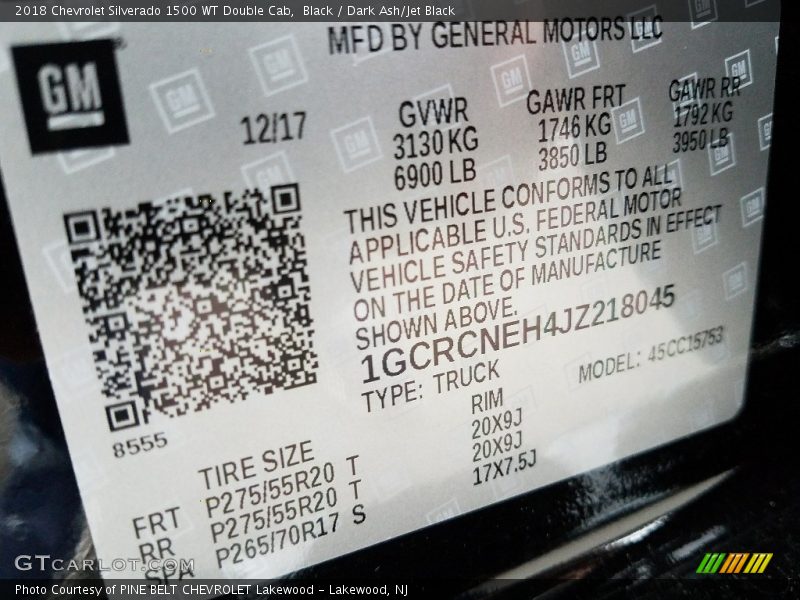 2018 Chevrolet Silverado 1500 WT Double Cab, Black / Dark Ash/Jet Black
MFD BY GENERAL MOTORS LLC
GM
12/17
GVWR GAWR FRT GAWR RR
3130 KG 1746 KG 1792 KG
6900 LB 3850 LB 3950 LB
THIS VEHICLE CONFORMS TO ALL
APPLICABLE U.S. FEDERAL MOTOR
VEHICLE SAFETY STANDARDS IN EFFECT
ON THE DATE OF MANUFACTURE
SHOWN ABOVE.
1GCRCNEH4JZ218045
TYPE: TRUCK MODEL: 45CC15753
8555
TIRE SIZE RIM
FRT P275/55R20 T 20X9J
RR P275/55R20 T 20X9J
SPA P265/70R17 S 17X7.5J
GTcarlot.com
Photo Courtesy of PINE BELT CHEVROLET Lakewood - Lakewood, NJ